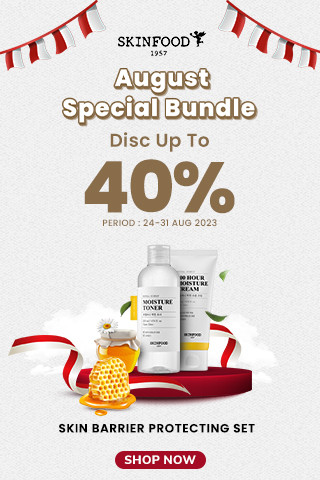 SKINFOOD
1957
August
Special Bundle
Disc Up To
40%
PERIOD : 24-31 AUG 2023
MOISTURE
TONER
HOUR
MOISTURE
CREAM
SKINFOOD
SKINFOOD
SKIN BARRIER PROTECTING SET
SHOP NOW